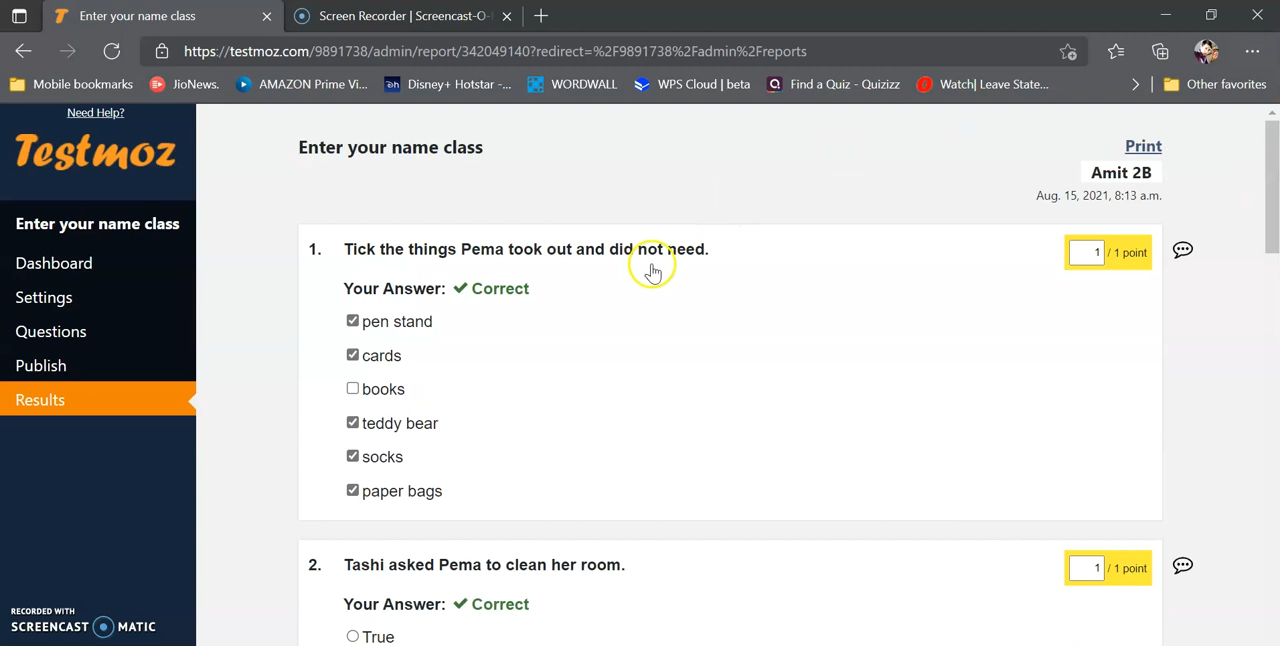 Enter your name class
Screen Recorder | Screencast-O-
https://testmoz.com/9891738/admin/report/342049140?redirect=%2F9891738%2Fadmin%2Freports
Mobile bookmarks
JioNews.
AMAZON Prime Vi...
Disney+ Hotstar -...
WORDWALL
WPS Cloud | beta
Find a Quiz - Quizizz
Watch| Leave State...
Other favorites
Need Help?
Testmoz
Enter your name class
Dashboard
Settings
Questions
Publish
Results
RECORDED WITH
SCREENCAST MATIC
Enter your name class
Print
Amit 2B
Aug. 15, 2021, 8:13 a.m.
1. Tick the things Pema took out and did not need.
1 / 1 point
Your Answer: ✔ Correct
pen stand
cards
books
teddy bear
socks
paper bags
2. Tashi asked Pema to clean her room.
1 / 1 point
Your Answer: ✔ Correct
True